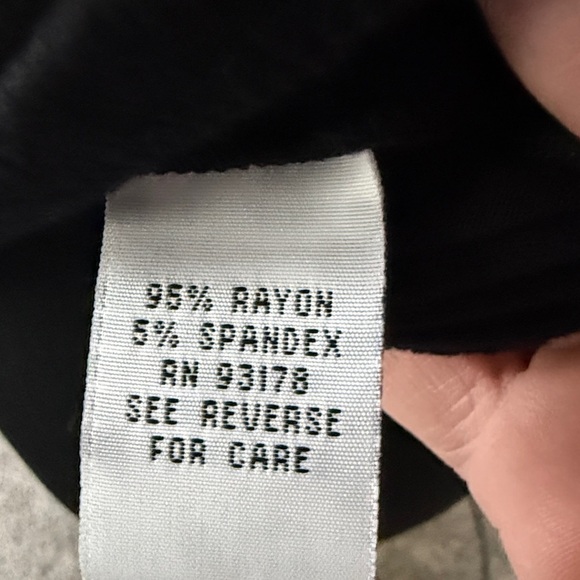 95% RAYON
5% SPANDEX
RN 93178
SEE REVERSE
FOR CARE